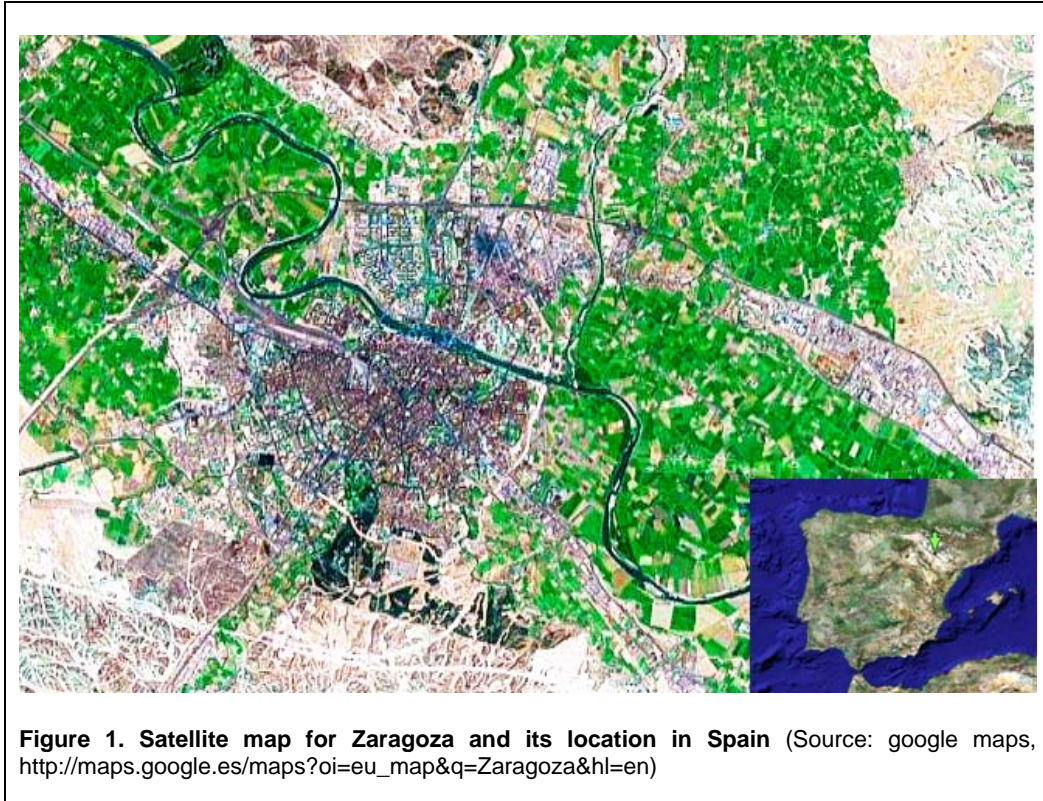 Figure 1. Satellite map for Zaragoza and its location in Spain (Source: google maps,
http://maps.google.es/maps?oi=eu_map&q=Zaragoza&hl=en)